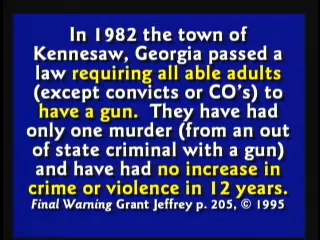 In 1982 the town of
Kennesaw, Georgia passed a
law requiring all able adults
(except convicts or CO's) to
have a gun. They have had
only one murder (from an out
of state criminal with a gun)
and have had no increase in
crime or violence in 12 years.
Final Warning Grant Jeffrey p. 205, © 1995